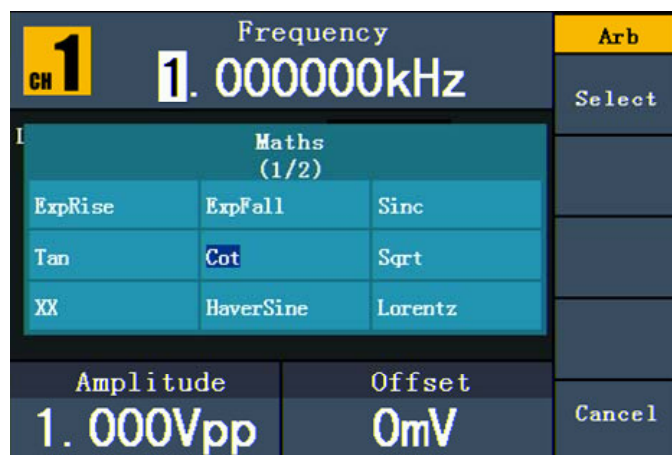 Frequency
CH 1
1. 000000kHz
Arb
Select
Maths
(1/2)
ExpRise ExpFall Sinc
Tan Cot Sqrt
XX HaverSine Lorentz
Amplitude Offset
1. 000Vpp 0mV
Cancel